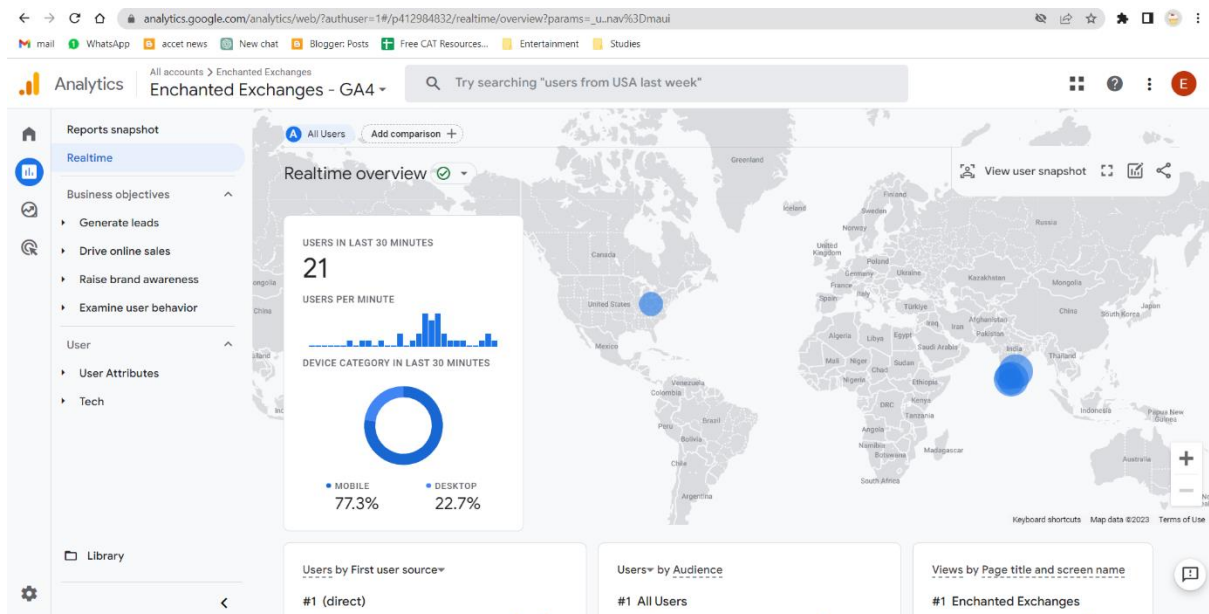 analytics.google.com/analytics/web/?authuser=1#/p412984832/realtime/overview?params=_u..nav%3Dmaui
M mail WhatsApp accet news New chat Blogger: Posts Free CAT Resources... Entertainment Studies
Analytics
All accounts > Enchanted Exchanges
Enchanted Exchanges - GA4
Try searching "users from USA last week"
E
Reports snapshot
Realtime
Business objectives
Generate leads
Drive online sales
Raise brand awareness
Examine user behavior
User
User Attributes
Tech
Library
A All Users Add comparison +
Realtime overview
View user snapshot
USERS IN LAST 30 MINUTES
21
USERS PER MINUTE
DEVICE CATEGORY IN LAST 30 MINUTES
MOBILE DESKTOP
77.3% 22.7%
Greenland
Iceland
Finland
Sweden
Norway
Russia
United Kingdom
Poland
Germany
Ukraine
France
Italy
Spain
Türkiye
Kazakhstan
Mongolia
China
South Korea
Japan
Afghanistan
Iraq
Iran
Pakistan
Algeria
Libya
Egypt
Saudi Arabia
India
Thailand
Mali
Niger
Chad
Sudan
Nigeria
Ethiopia
DRC
Kenya
Tanzania
Angola
Namibia
Botswana
Madagascar
South Africa
Indonesia
Papua New Guinea
Australia
Canada
United States
Mexico
Venezuela
Colombia
Brazil
Peru
Bolivia
Chile
Argentina
ongolia
China
Keyboard shortcuts Map data ©2023 Terms of Use
Users by First user source
#1 (direct)
Users by Audience
#1 All Users
Views by Page title and screen name
#1 Enchanted Exchanges